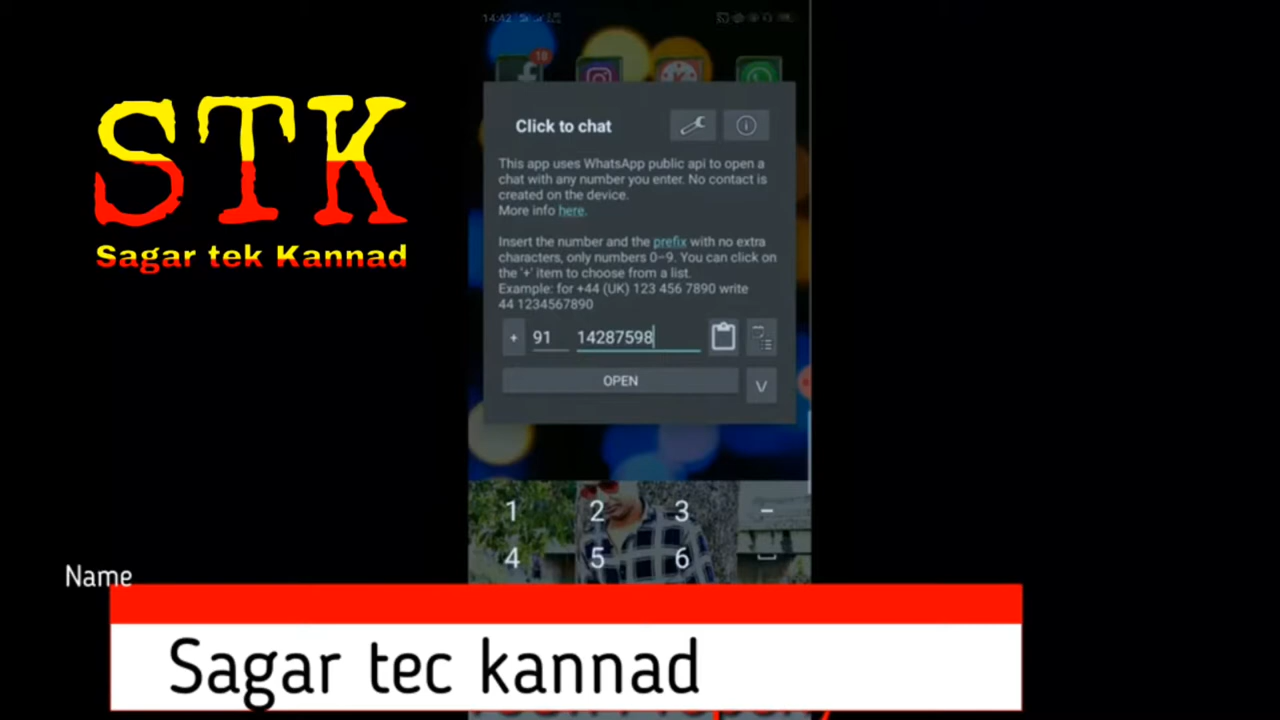 14:42
18
STK
Sagar tek Kannad
Click to chat
This app uses WhatsApp public api to open a
chat with any number you enter. No contact is
created on the device.
More info here.
Insert the number and the prefix with no extra
characters, only numbers 0-9. You can click on
the '+' item to choose from a list.
Example: for +44 (UK) 123 456 7890 write
44 1234567890
+ 91 14287598
OPEN V
1 2 3 -
4 5 6
Name
Sagar tec kannad